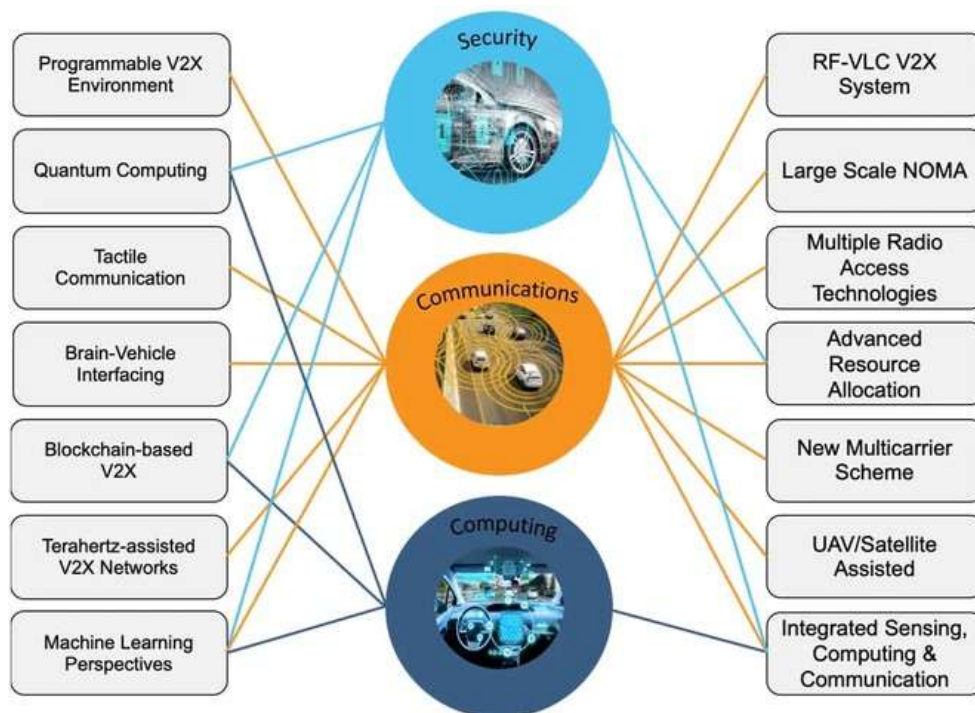 Programmable V2X
Environment
Quantum Computing
Tactile
Communication
Brain-Vehicle
Interfacing
Blockchain-based
V2X
Terahertz-assisted
V2X Networks
Machine Learning
Perspectives
Security
Communications
Computing
RF-VLC V2X
System
Large Scale NOMA
Multiple Radio
Access
Technologies
Advanced
Resource
Allocation
New Multicarrier
Scheme
UAV/Satellite
Assisted
Integrated Sensing,
Computing &
Communication